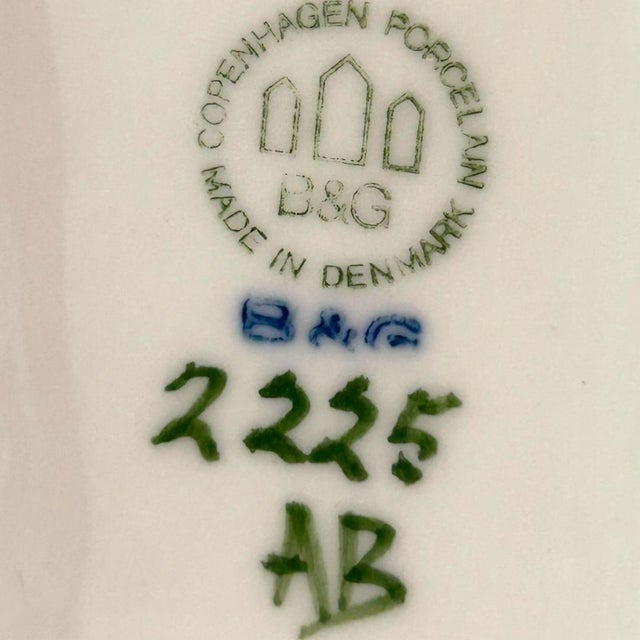 COPENHAGEN PORCELAIN
B&G
MADE IN DENMARK
B&G
2225
AB